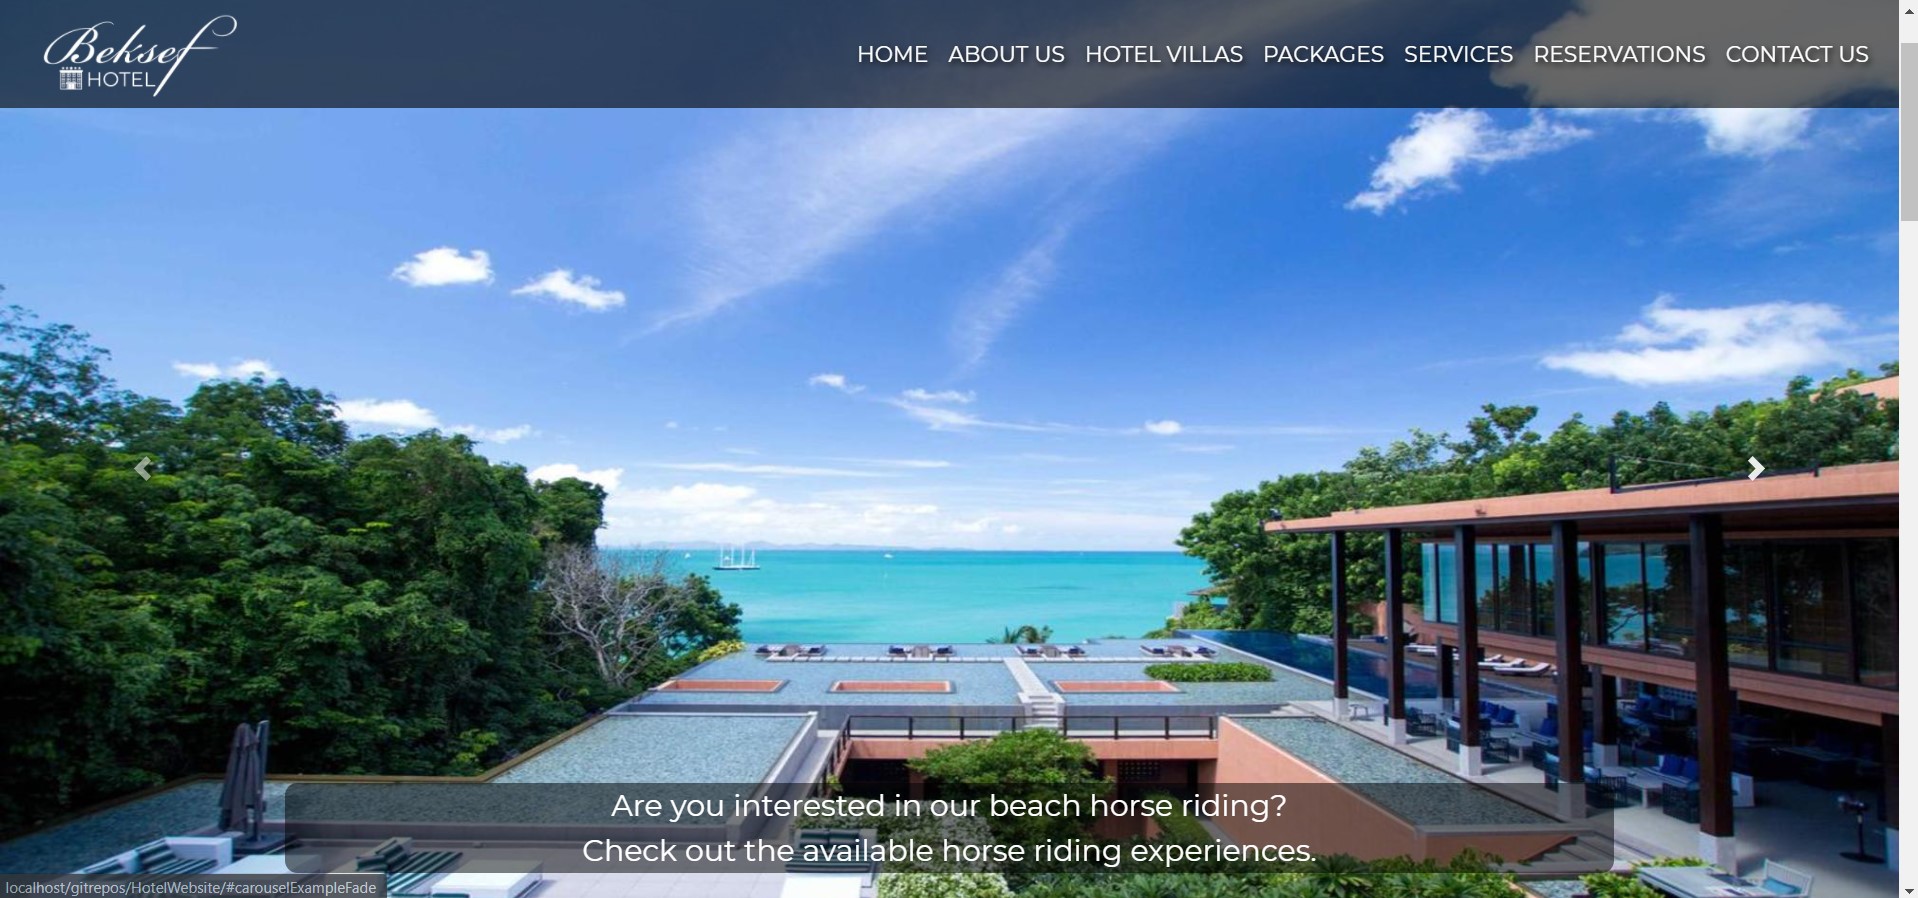 Beksef
HOTEL
HOME ABOUT US HOTEL VILLAS PACKAGES SERVICES RESERVATIONS CONTACT US
Are you interested in our beach horse riding?
Check out the available horse riding experiences.
localhost/gitrepos/HotelWebsite/#carouselExampleFade